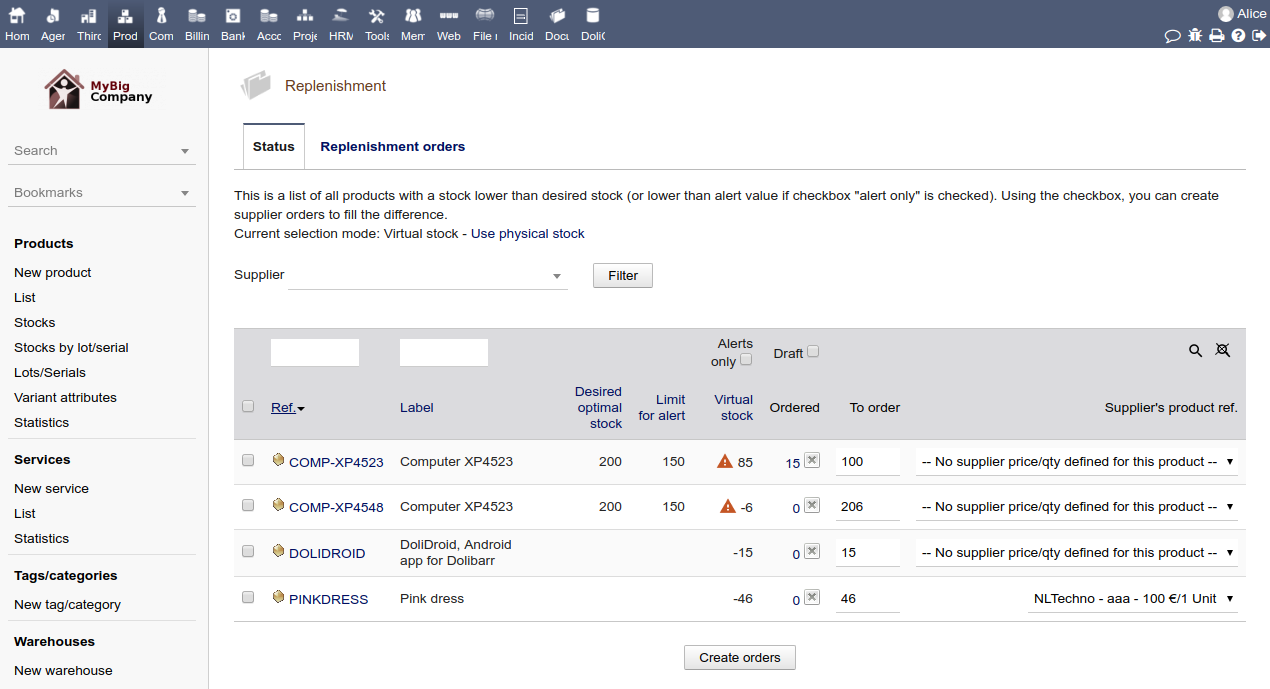 Hom Ager Thirc Prod Com Billin Bank Acco Proje HRM Tools Mem Web File Incid Docu DoliC
Alice
MyBig
Company
Search
Bookmarks
Products
New product
List
Stocks
Stocks by lot/serial
Lots/Serials
Variant attributes
Statistics
Services
New service
List
Statistics
Tags/categories
New tag/category
Warehouses
New warehouse
Replenishment
Status Replenishment orders
This is a list of all products with a stock lower than desired stock (or lower than alert value if checkbox "alert only" is checked). Using the checkbox, you can create
supplier orders to fill the difference.
Current selection mode: Virtual stock - Use physical stock
Supplier Filter
Alerts
only Draft
Ref. Label Desired optimal stock Limit for alert Virtual stock Ordered To order Supplier's product ref.
COMP-XP4523 Computer XP4523 200 150 85 15 100 -- No supplier price/qty defined for this product --
COMP-XP4548 Computer XP4523 200 150 -6 0 206 -- No supplier price/qty defined for this product --
DOLIDROID DoliDroid, Android app for Dolibarr -15 0 15 -- No supplier price/qty defined for this product --
PINKDRESS Pink dress -46 0 46 NLTechno - aaa - 100 €/1 Unit
Create orders